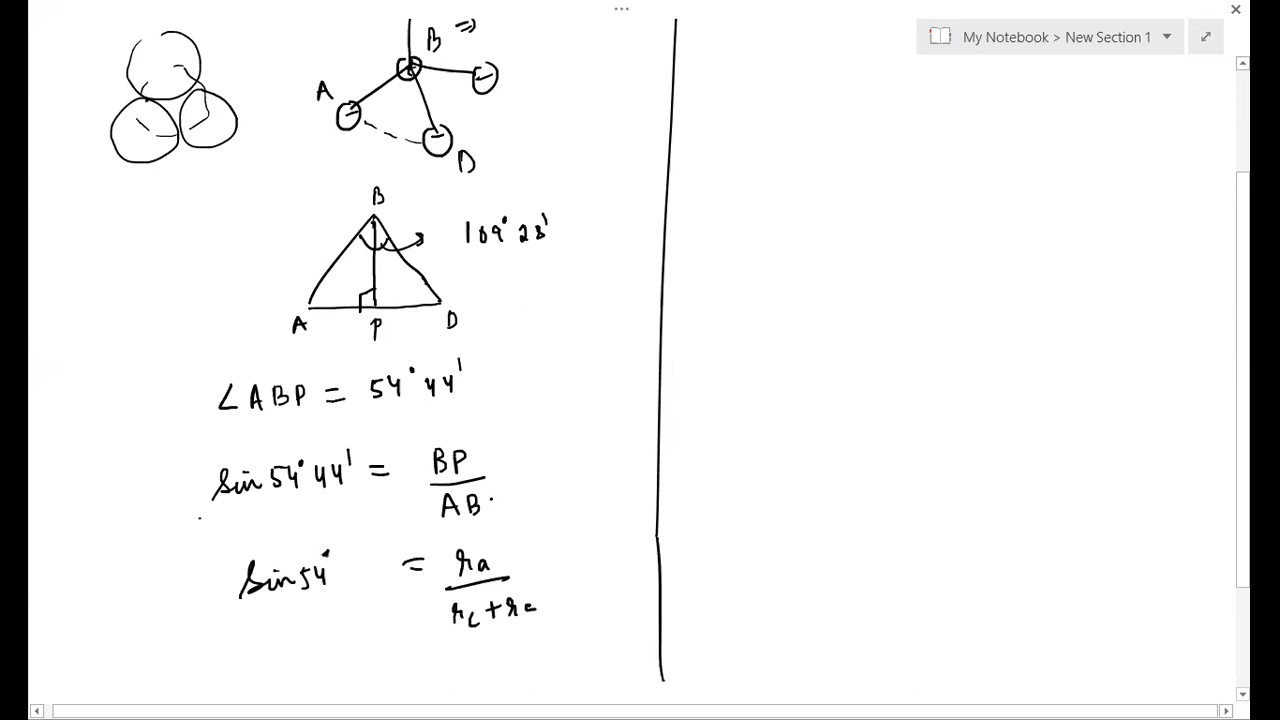 My Notebook > New Section 1
B ⇒
A
D
B
109° 28'
A P D
∠ABP = 54° 44'
Sin 54° 44' = BP / AB
Sin 54° = ra / rc + ra